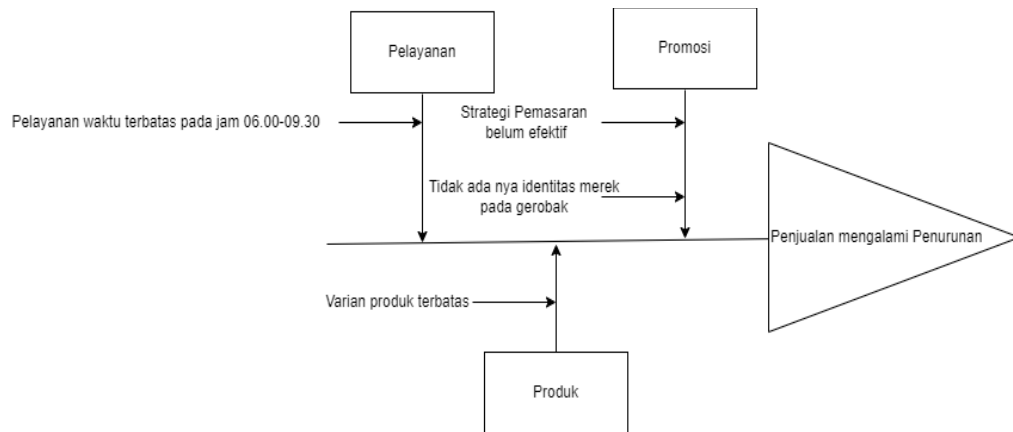 Pelayanan
Promosi
Pelayanan waktu terbatas pada jam 06.00-09.30
Strategi Pemasaran
belum efektif
Tidak ada nya identitas merek
pada gerobak
Penjualan mengalami Penurunan
Varian produk terbatas
Produk